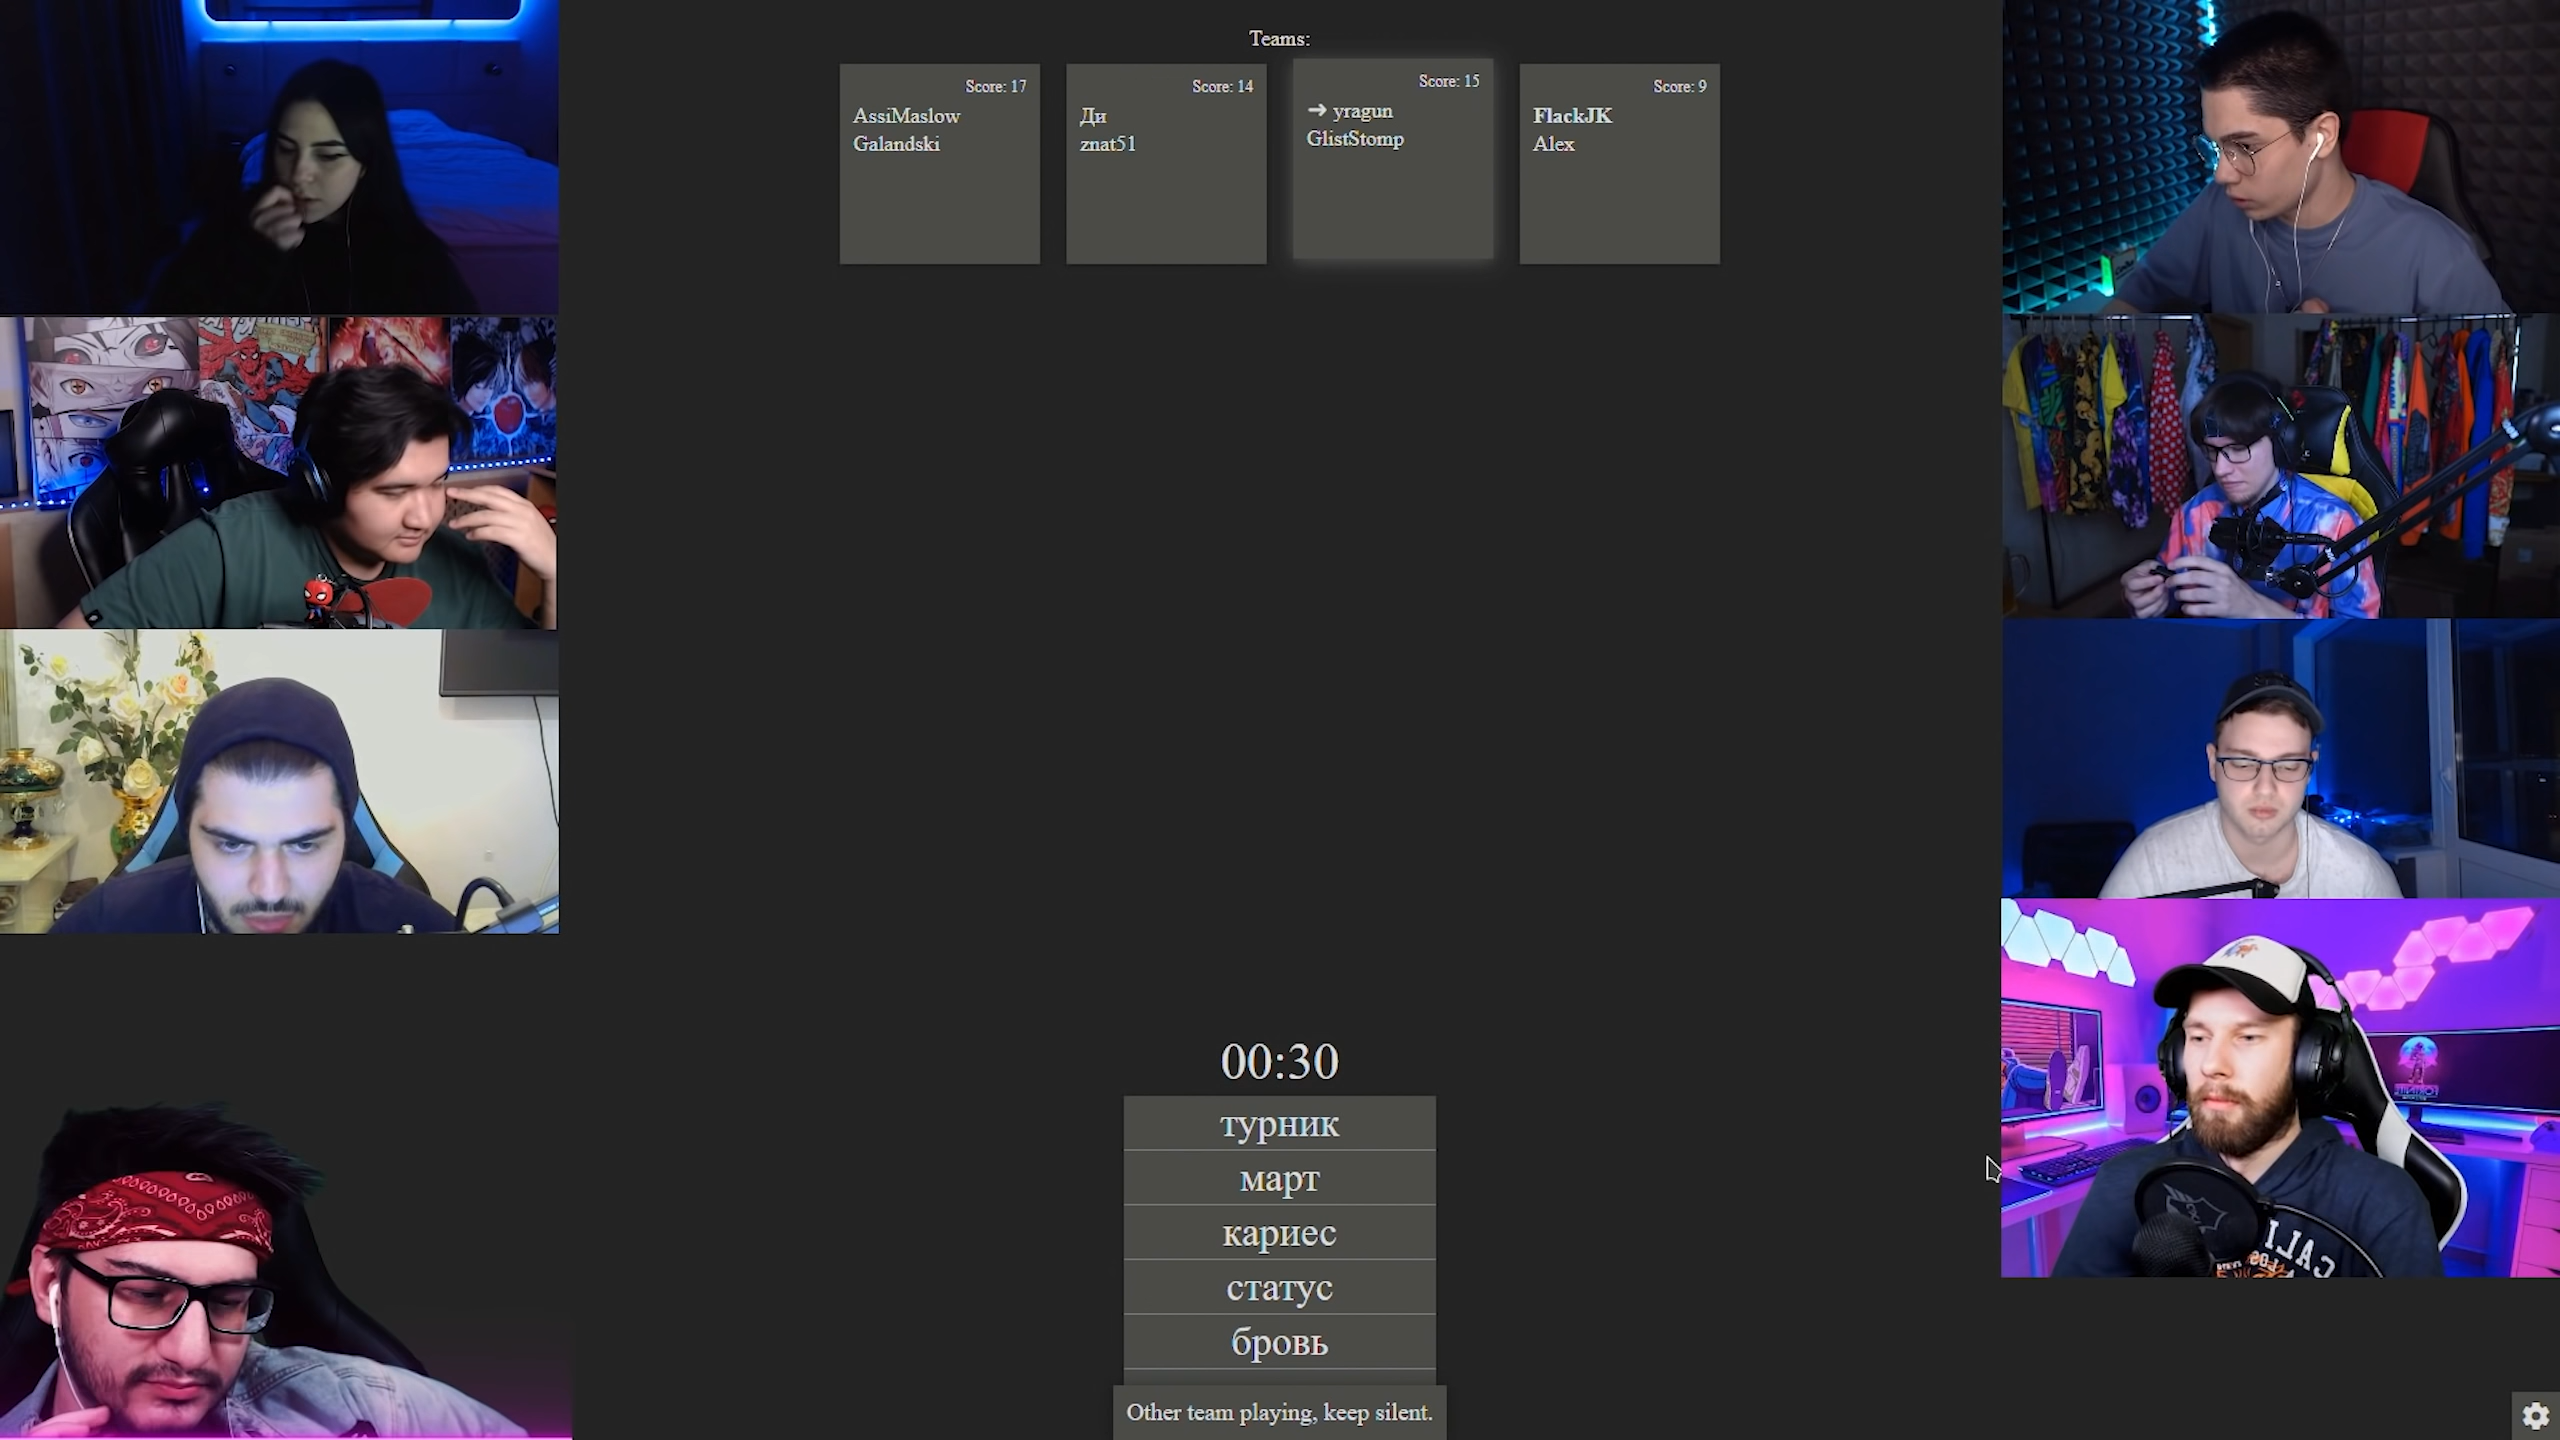 Teams:
Score: 17
AssiMaslow
Galandski
Score: 14
Ди
znat51
Score: 15
➔ yragun
GlistStomp
Score: 9
FlackJK
Alex
00:30
турник
март
кариес
статус
бровь
Other team playing, keep silent.
CALI